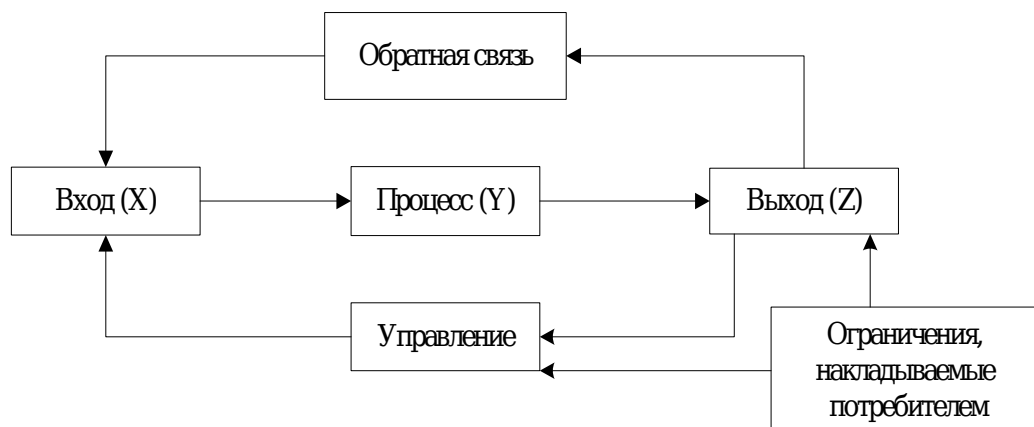 Обратная связь
Вход (X)
Процесс (Y)
Выход (Z)
Управление
Ограничения,
накладываемые
потребителем